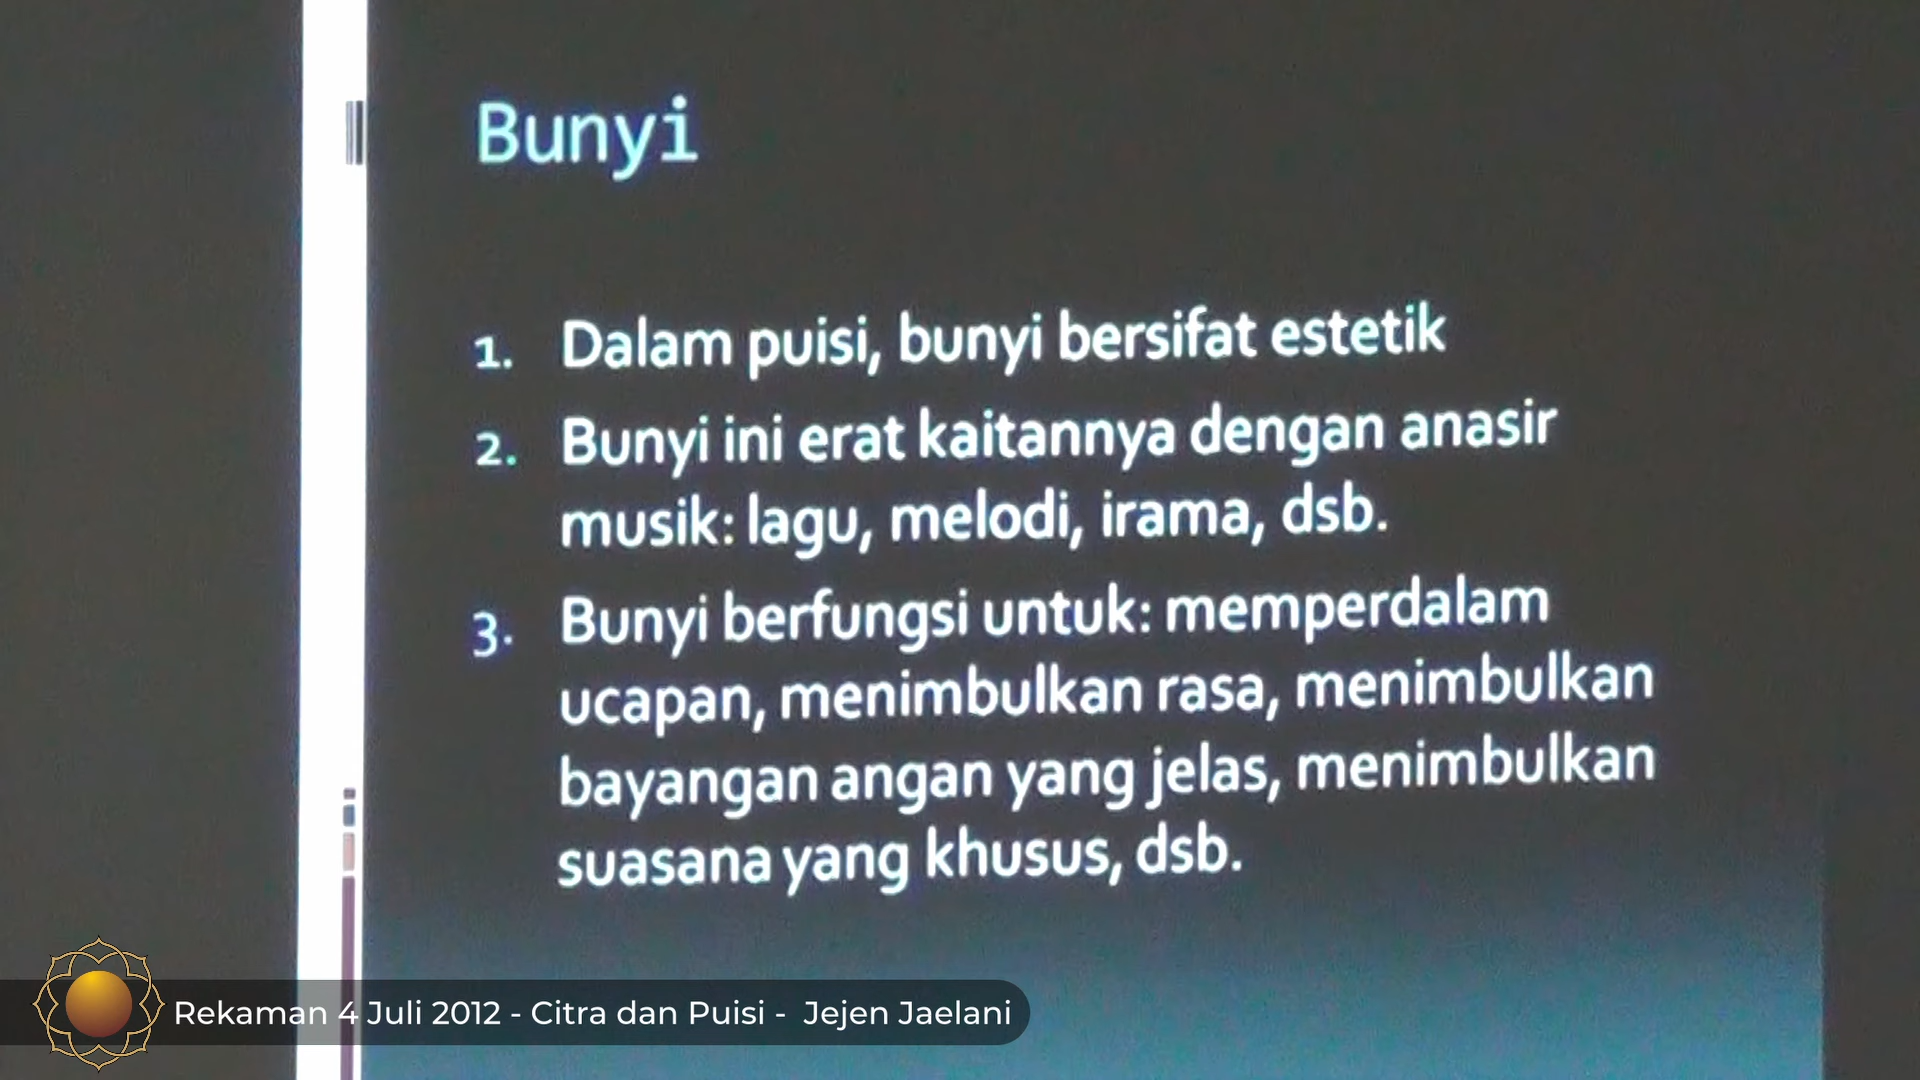 Bunyi
1. Dalam puisi, bunyi bersifat estetik
2. Bunyi ini erat kaitannya dengan anasir
musik: lagu, melodi, irama, dsb.
3. Bunyi berfungsi untuk: memperdalam
ucapan, menimbulkan rasa, menimbulkan
bayangan angan yang jelas, menimbulkan
suasana yang khusus, dsb.
Rekaman 4 Juli 2012 - Citra dan Puisi - Jejen Jaelani